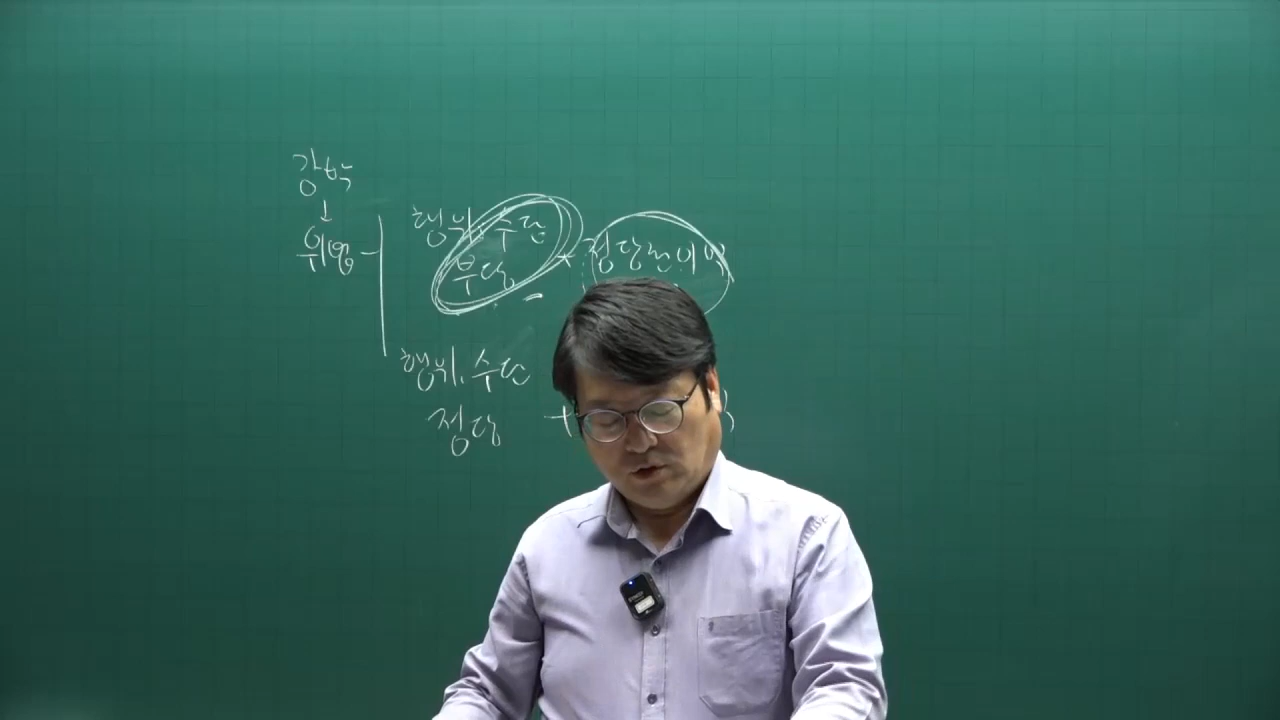 강박
↓
위법
행위, 수단
부당 + 정당한 이익
행위, 수단
정당 + (